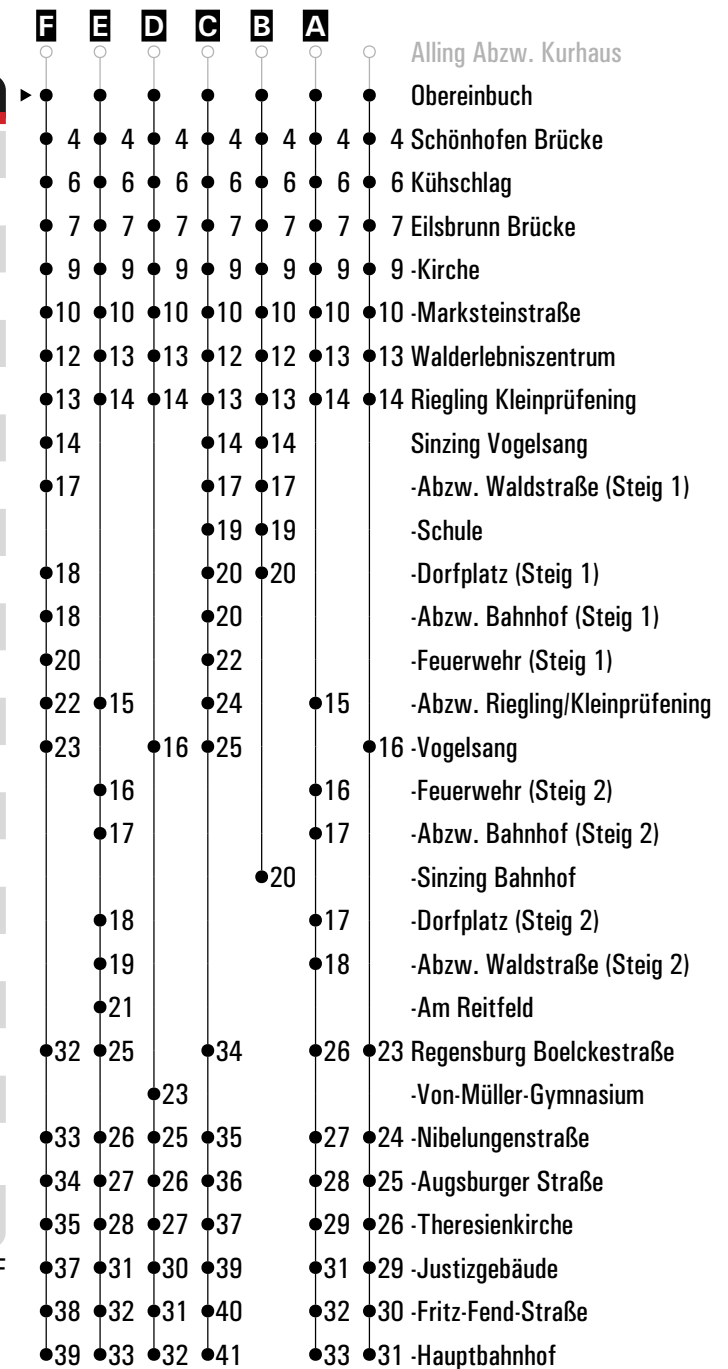 F E D C B A
Alling Abzw. Kurhaus
Obereinbuch
4 4 4 4 4 4 4 Schönhofen Brücke
6 6 6 6 6 6 6 Kühschlag
7 7 7 7 7 7 7 Eilsbrunn Brücke
9 9 9 9 9 9 9 -Kirche
10 10 10 10 10 10 10 -Marksteinstraße
12 13 13 12 12 13 13 Walderlebniszentrum
13 14 14 13 13 14 14 Riegling Kleinprüfening
14 14 14 Sinzing Vogelsang
17 17 17 -Abzw. Waldstraße (Steig 1)
19 19 -Schule
18 20 20 -Dorfplatz (Steig 1)
18 20 -Abzw. Bahnhof (Steig 1)
20 22 -Feuerwehr (Steig 1)
22 15 24 15 -Abzw. Riegling/Kleinprüfening
23 16 25 16 -Vogelsang
16 16 -Feuerwehr (Steig 2)
17 17 -Abzw. Bahnhof (Steig 2)
20 -Sinzing Bahnhof
18 17 -Dorfplatz (Steig 2)
19 18 -Abzw. Waldstraße (Steig 2)
21 -Am Reitfeld
32 25 34 26 23 Regensburg Boelckestraße
23 -Von-Müller-Gymnasium
33 26 25 35 27 24 -Nibelungenstraße
34 27 26 36 28 25 -Augsburger Straße
35 28 27 37 29 26 -Theresienkirche
37 31 30 39 31 29 -Justizgebäude
38 32 31 40 32 30 -Fritz-Fend-Straße
39 33 32 41 33 31 -Hauptbahnhof